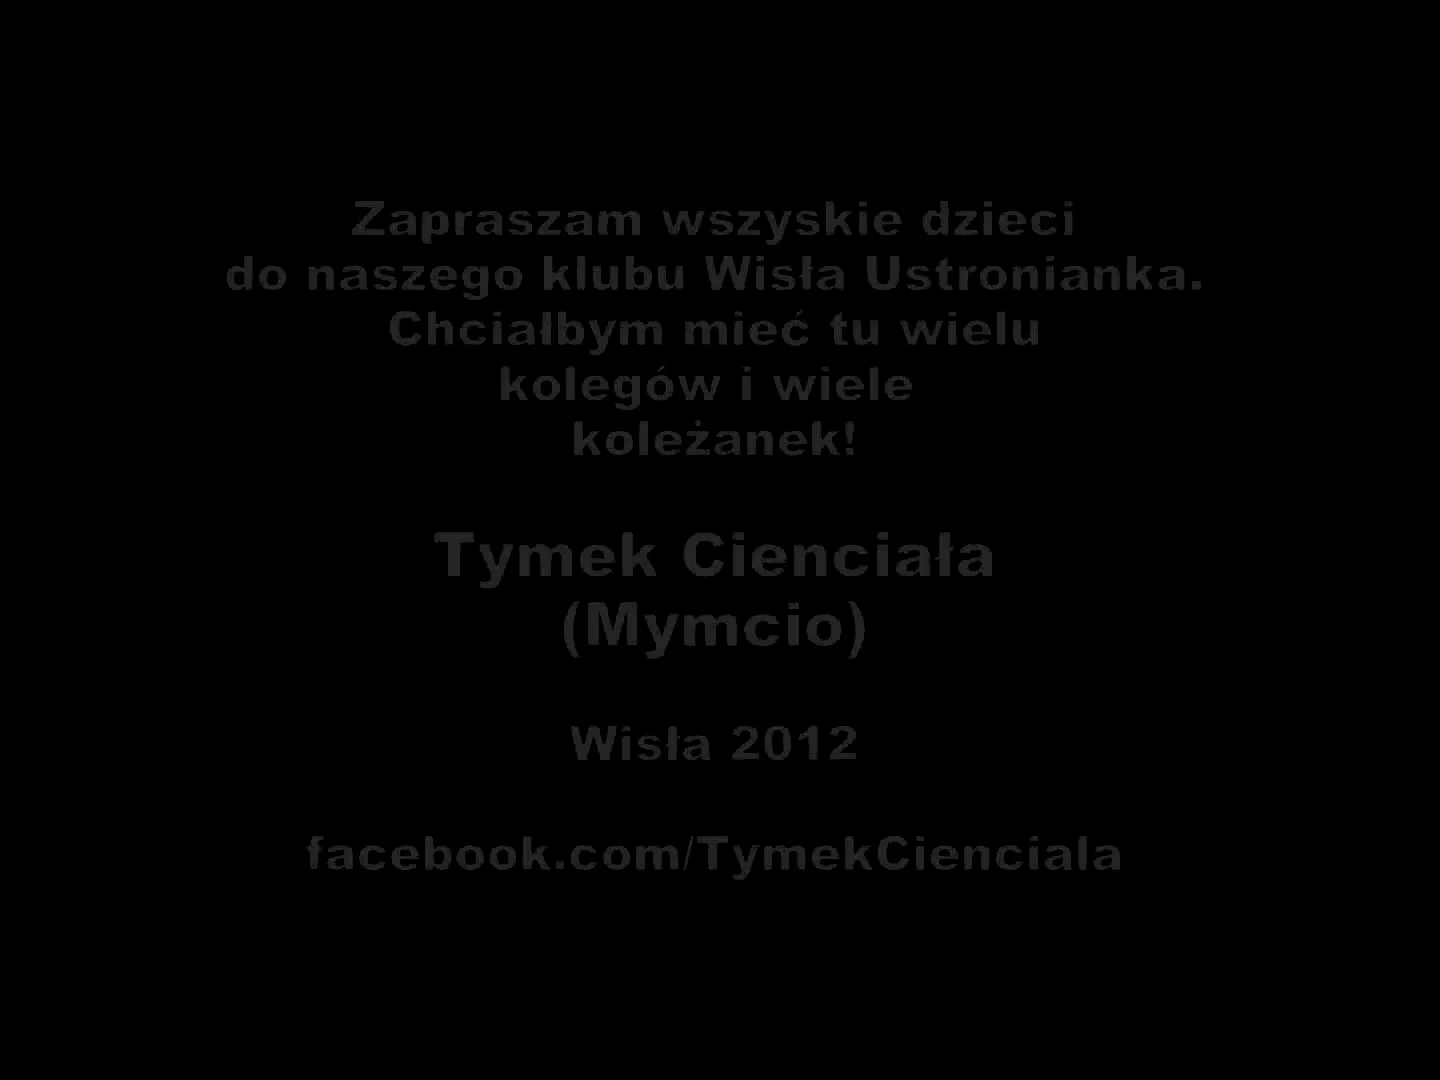 Zapraszam wszyskie dzieci
do naszego klubu Wisła Ustronianka.
Chciałbym mieć tu wielu
kolegów i wiele
koleżanek!
Tymek Cienciała
(Mymcio)
Wisła 2012
facebook.com/TymekCienciala